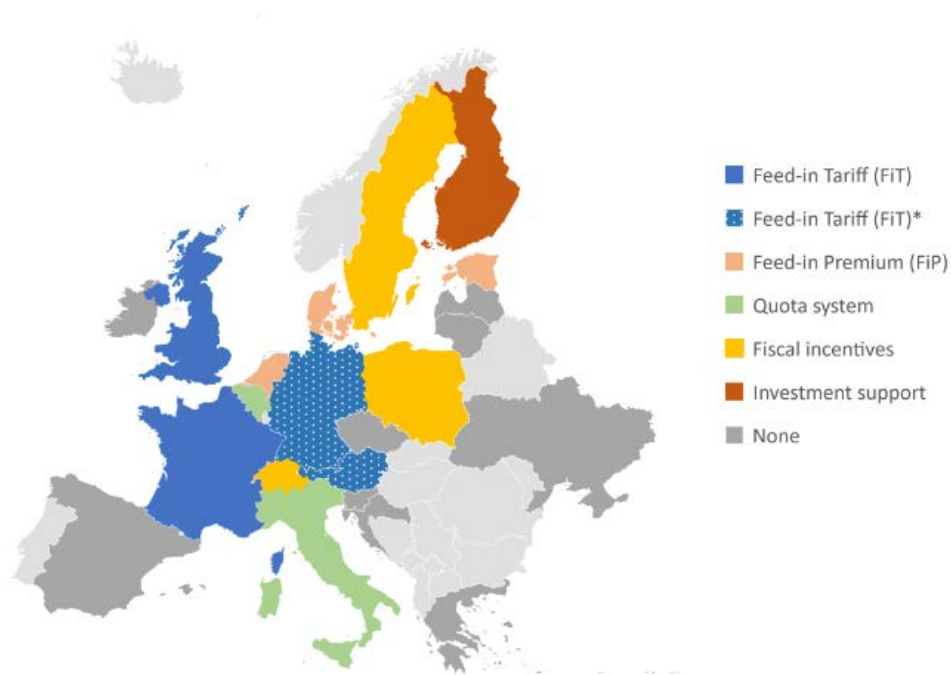 Feed-in Tariff (FiT)
Feed-in Tariff (FiT)*
Feed-in Premium (FiP)
Quota system
Fiscal incentives
Investment support
None